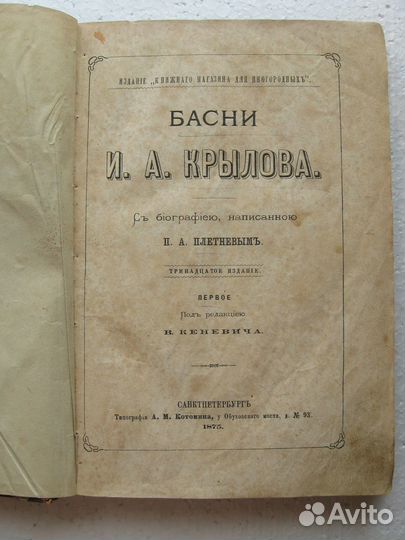 ИЗДАНІЕ „КНИЖНАГО МАГАЗИНА ДЛЯ ИНОГОРОДНЫХЪ“.
БАСНИ
И. А. КРЫЛОВА.
Съ біографіею, написанною
П. А. ПЛЕТНЕВЫМЪ.
ТРИНАДЦАТОЕ ИЗДАНІЕ.
ПЕРВОЕ
Подъ редакціею
В. КЕНЕВИЧА.
САНКТПЕТЕРБУРГЪ
Типографія А. М. Котомина, у Обуховскаго моста, д. № 93.
1875.
Avito